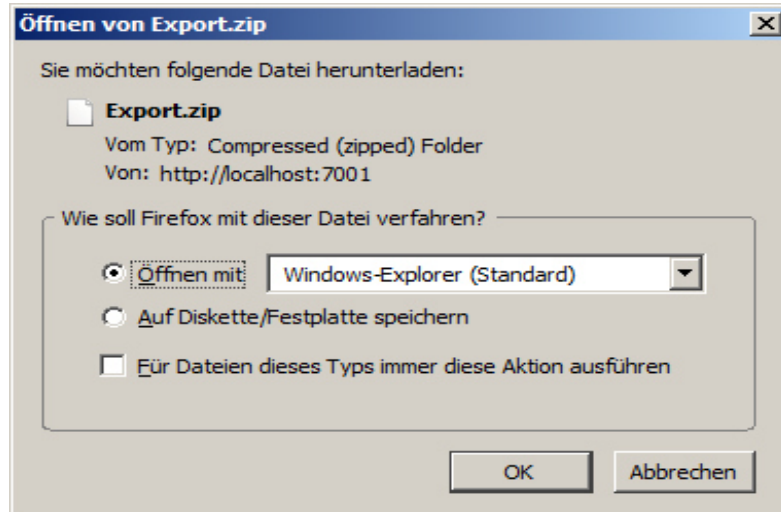 Öffnen von Export.zip
Sie möchten folgende Datei herunterladen:
Export.zip
Vom Typ: Compressed (zipped) Folder
Von: http://localhost:7001
Wie soll Firefox mit dieser Datei verfahren?
Öffnen mit Windows-Explorer (Standard)
Auf Diskette/Festplatte speichern
Für Dateien dieses Typs immer diese Aktion ausführen
OK Abbrechen